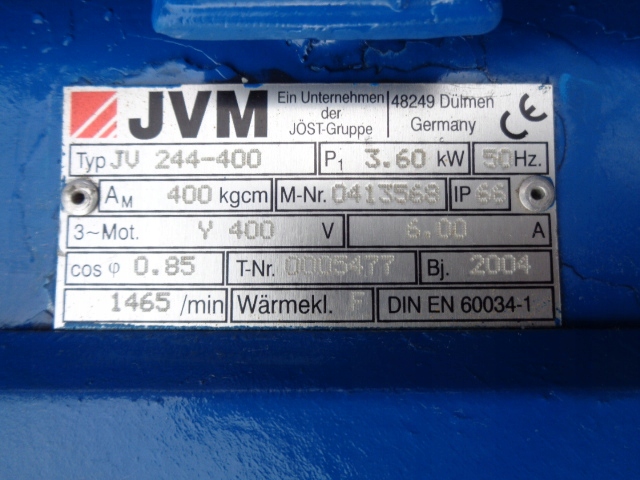 JVM Ein Unternehmen der JÖST-Gruppe 48249 Dülmen Germany CE
Typ JV 244-400 P1 3.60 kW 50 Hz.
AM 400 kgcm M-Nr. 0413568 IP 66
3~Mot. Y 400 V 6.00 A
cos φ 0.85 T-Nr. 0005477 Bj. 2004
1465 /min Wärmekl. F DIN EN 60034-1